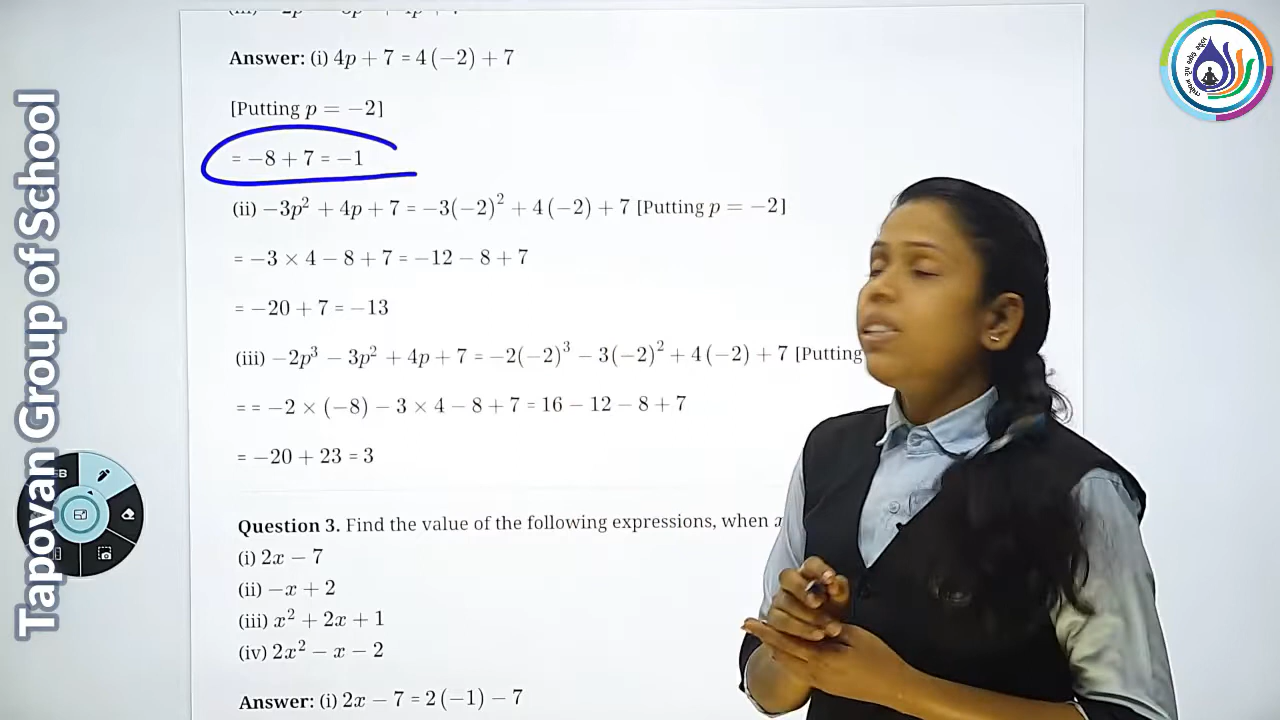 Answer: (i) 4p + 7 = 4(−2) + 7
[Putting p = −2]
= −8 + 7 = −1
(ii) −3p² + 4p + 7 = −3(−2)² + 4(−2) + 7 [Putting p = −2]
= −3 × 4 − 8 + 7 = −12 − 8 + 7
= −20 + 7 = −13
(iii) −2p³ − 3p² + 4p + 7 = −2(−2)³ − 3(−2)² + 4(−2) + 7 [Putting
= = −2 × (−8) − 3 × 4 − 8 + 7 = 16 − 12 − 8 + 7
= −20 + 23 = 3
Question 3. Find the value of the following expressions, when x
(i) 2x − 7
(ii) −x + 2
(iii) x² + 2x + 1
(iv) 2x² − x − 2
Answer: (i) 2x − 7 = 2(−1) − 7
Tapovan Group of School